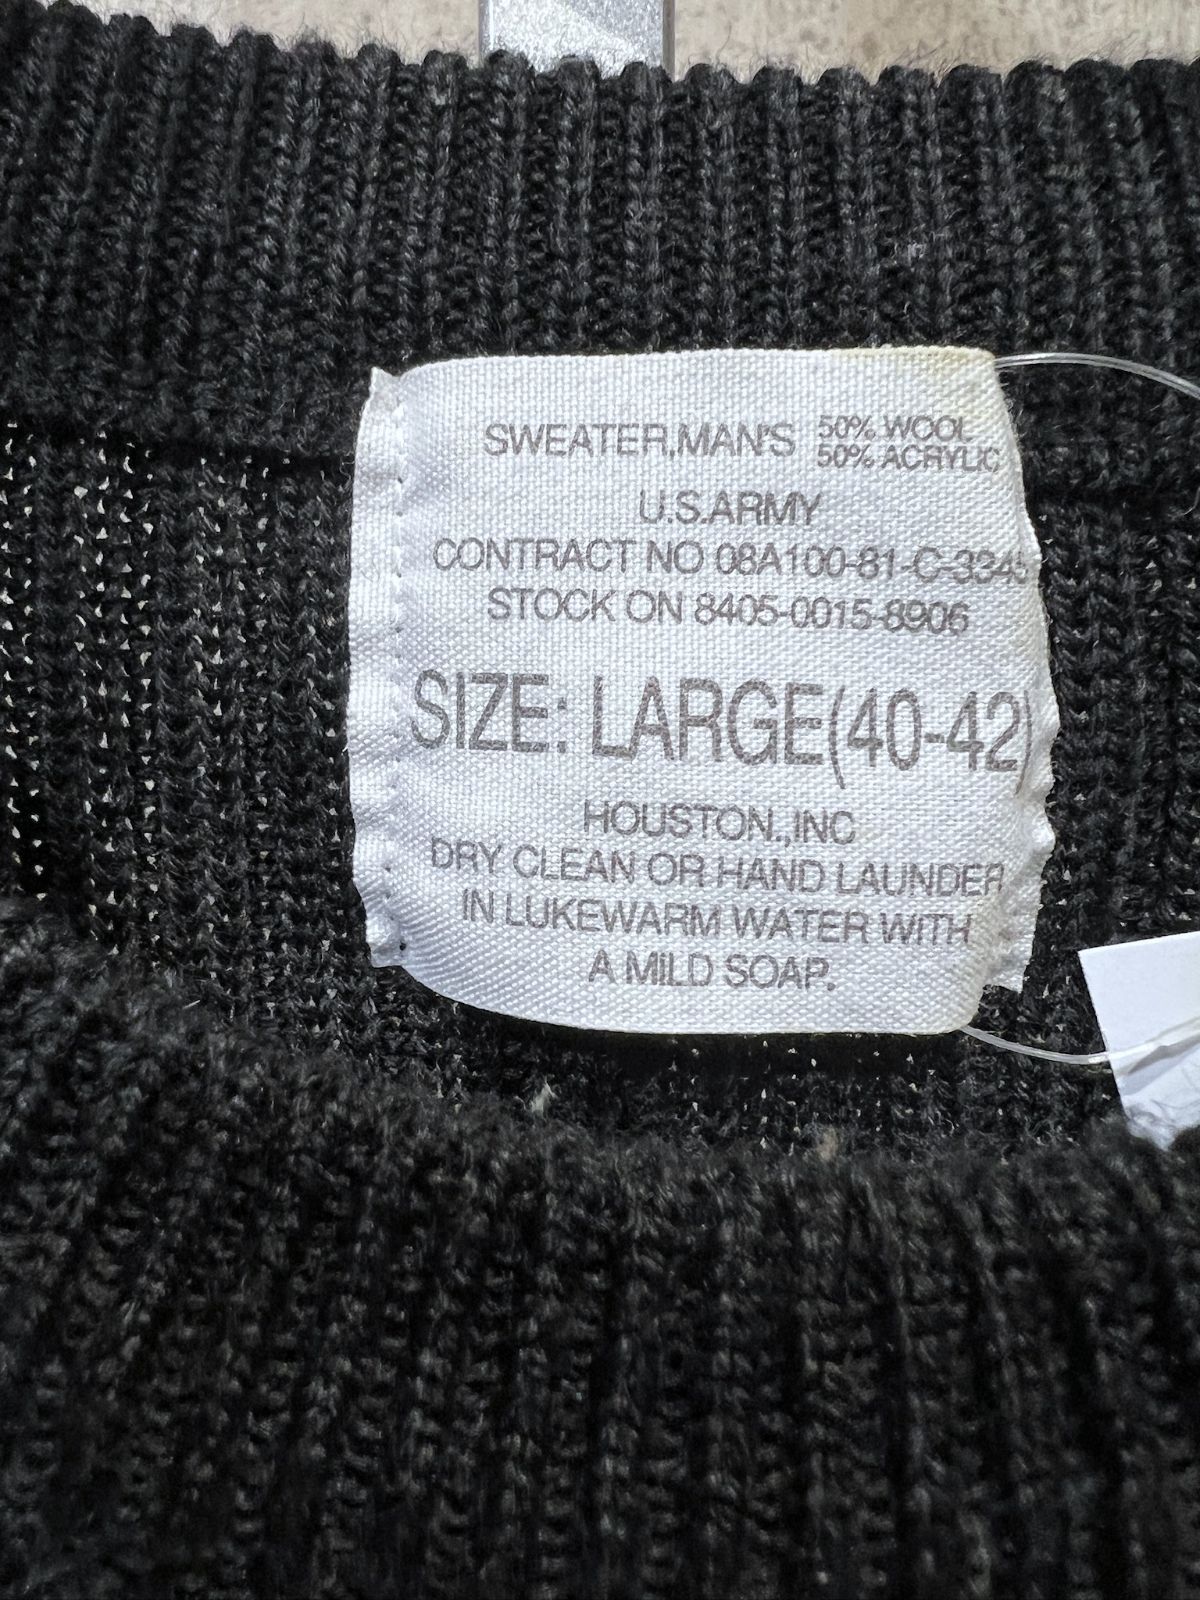 SWEATER,MAN'S 50% WOOL
50% ACRYLIC
U.S.ARMY
CONTRACT NO 08A100-81-C-3345
STOCK ON 8405-0015-8906
SIZE: LARGE(40-42)
HOUSTON.,INC
DRY CLEAN OR HAND LAUNDER
IN LUKEWARM WATER WITH
A MILD SOAP.